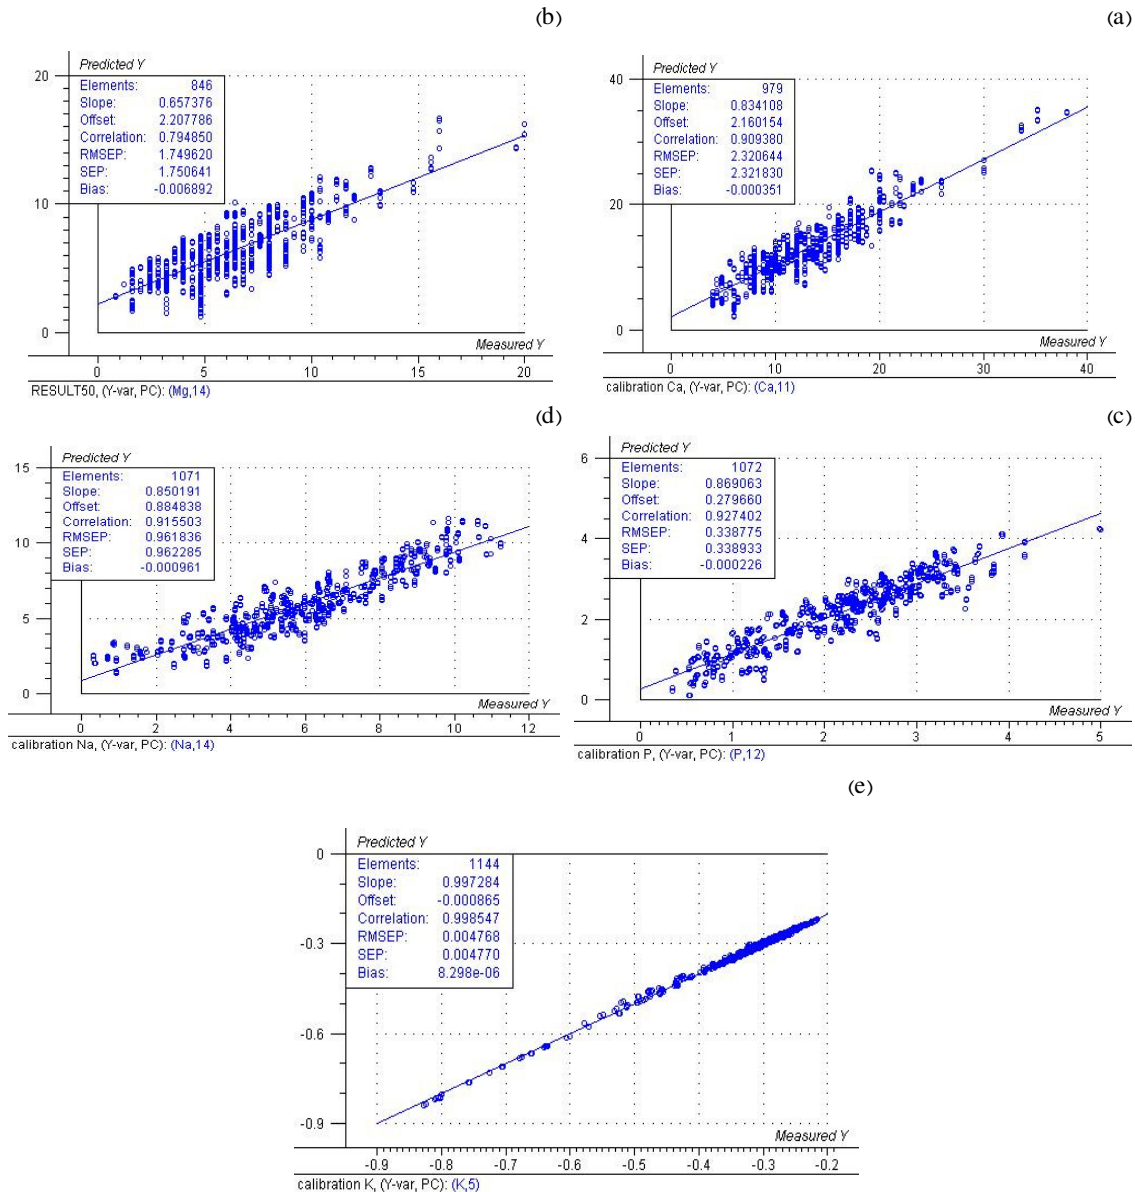 (b)
Predicted Y
20
Elements: 846
Slope: 0.657376
Offset: 2.207786
Correlation: 0.794850
RMSEP: 1.749620
SEP: 1.750641
Bias: -0.006892
10
0
Measured Y
0 5 10 15 20
RESULT50, (Y-var, PC): (Mg,14)
(a)
Predicted Y
40
Elements: 979
Slope: 0.834108
Offset: 2.160154
Correlation: 0.909380
RMSEP: 2.320644
SEP: 2.321830
Bias: -0.000351
20
0
Measured Y
0 10 20 30 40
calibration Ca, (Y-var, PC): (Ca,11)
(d)
Predicted Y
15
Elements: 1071
Slope: 0.850191
Offset: 0.884838
Correlation: 0.915503
RMSEP: 0.961836
SEP: 0.962285
Bias: -0.000961
10
5
0
Measured Y
0 2 4 6 8 10 12
calibration Na, (Y-var, PC): (Na,14)
(c)
Predicted Y
6
Elements: 1072
Slope: 0.869063
Offset: 0.279660
Correlation: 0.927402
RMSEP: 0.338775
SEP: 0.338933
Bias: -0.000226
4
2
0
Measured Y
0 1 2 3 4 5
calibration P, (Y-var, PC): (P,12)
(e)
Predicted Y
0
Elements: 1144
Slope: 0.997284
Offset: -0.000865
Correlation: 0.998547
RMSEP: 0.004768
SEP: 0.004770
Bias: 8.298e-06
-0.3
-0.6
-0.9
Measured Y
-0.9 -0.8 -0.7 -0.6 -0.5 -0.4 -0.3 -0.2
calibration K, (Y-var, PC): (K,5)